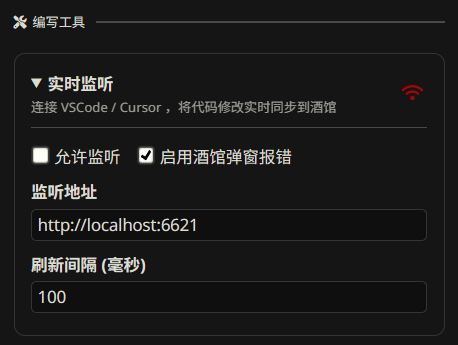 编写工具
实时监听
连接 VSCode / Cursor ，将代码修改实时同步到酒馆
允许监听 启用酒馆弹窗报错
监听地址
http://localhost:6621
刷新间隔 (毫秒)
100